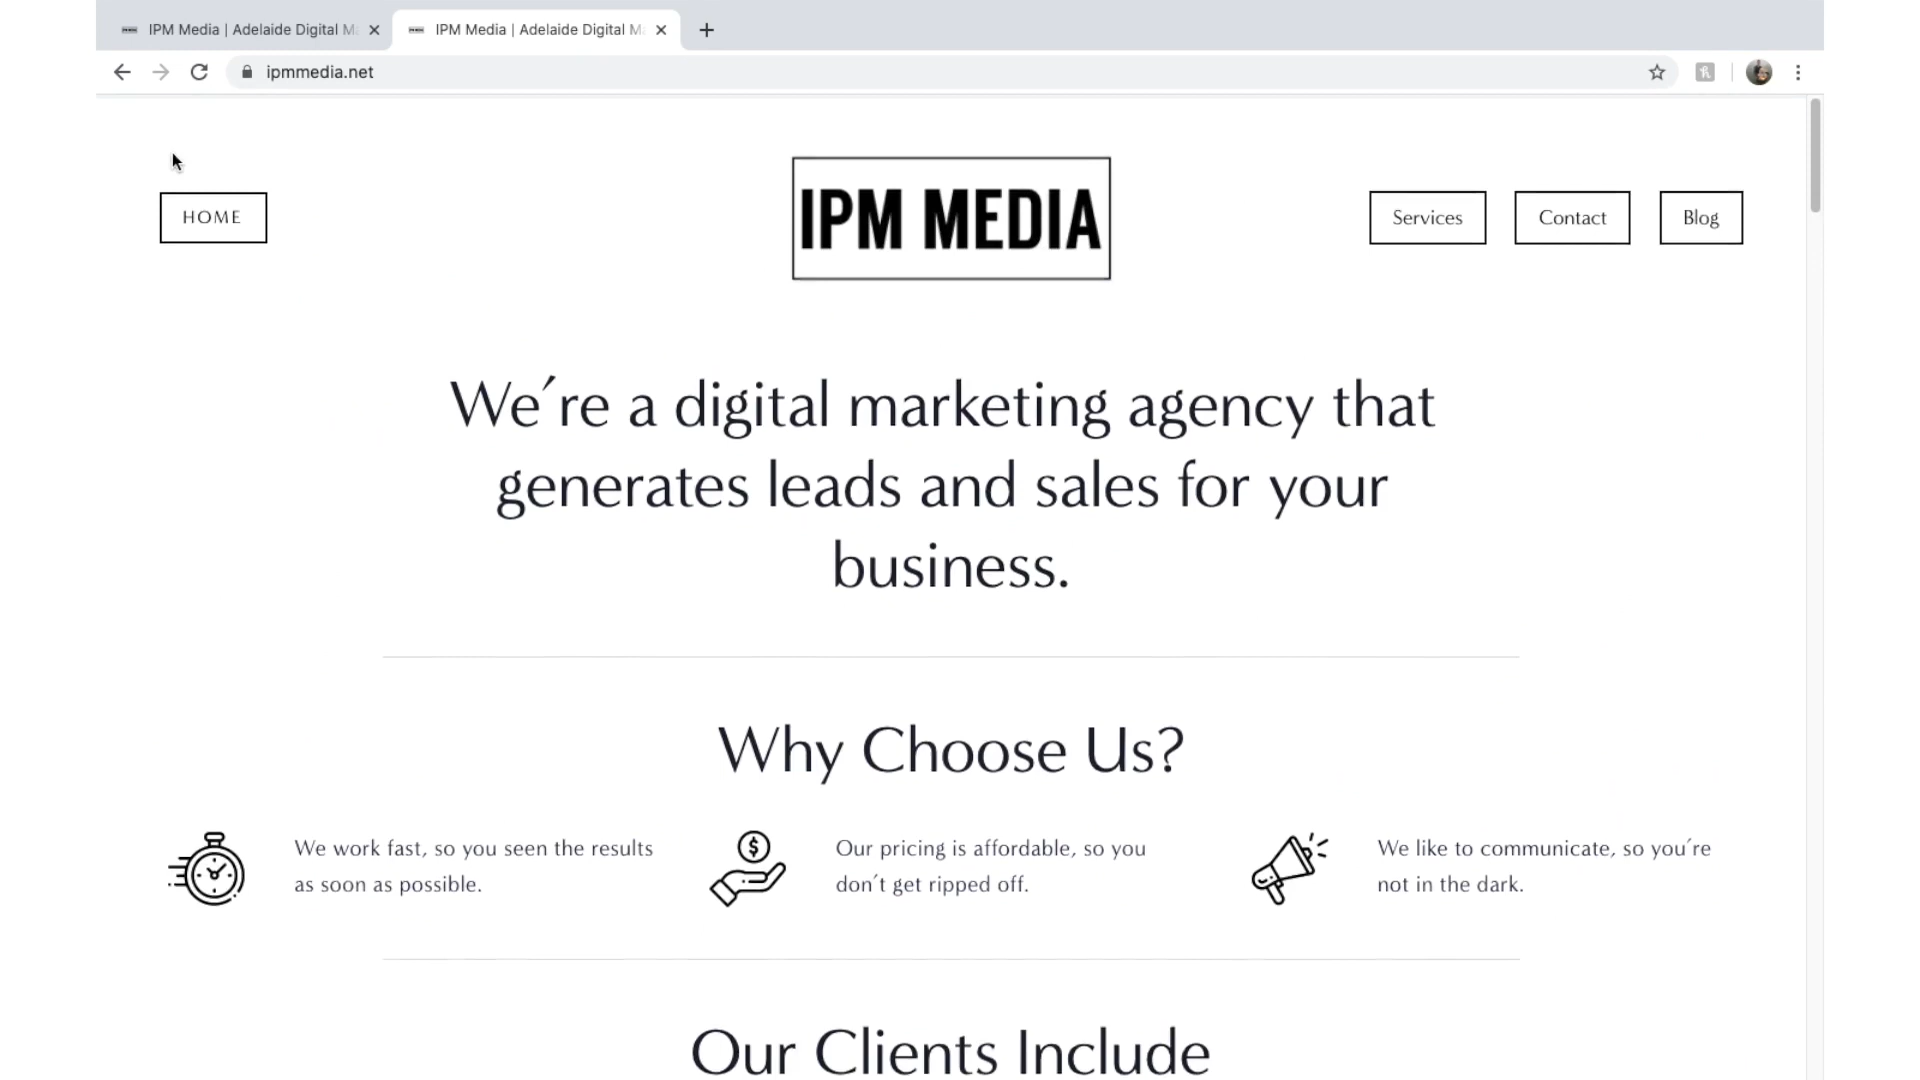 IPM Media | Adelaide Digital Ma
IPM Media | Adelaide Digital Ma
ipmmedia.net
HOME
IPM MEDIA
Services
Contact
Blog
We´re a digital marketing agency that
generates leads and sales for your
business.
Why Choose Us?
We work fast, so you seen the results
as soon as possible.
$
Our pricing is affordable, so you
don´t get ripped off.
We like to communicate, so you´re
not in the dark.
Our Clients Include